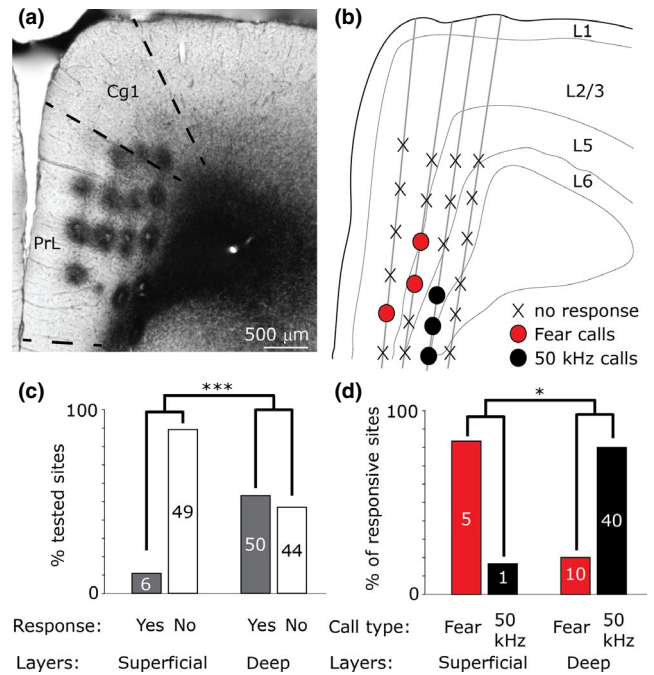 (a)
Cg1
PrL
500 μm
(b)
L1
L2/3
L5
L6
no response
Fear calls
50 kHz calls
(c)
***
100
% tested sites
49
50
44
6
0
Response: Yes No Yes No
Layers: Superficial Deep
(d)
*
100
% of responsive sites
5
40
1
10
0
Call type: Fear 50 kHz Fear 50 kHz
Layers: Superficial Deep